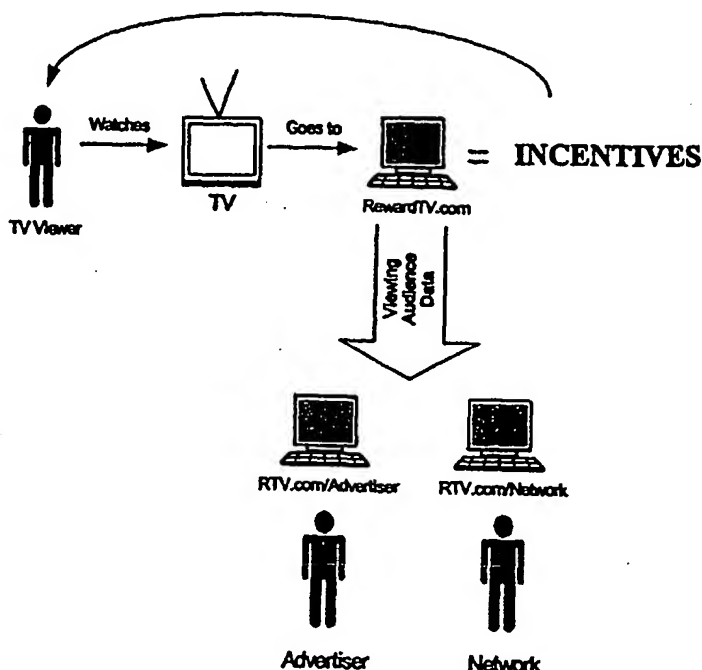 Watches
Goes to
= INCENTIVES
TV
RewardTV.com
TV Viewer
Viewing
Audience
Data
RTV.com/Advertiser
RTV.com/Network
Advertiser
Network